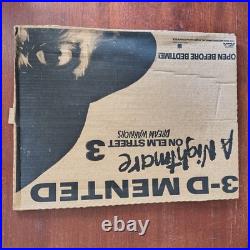 OPEN BEFORE BEDTIME!
A Nightmare
ON ELM STREET
3
DREAM WARRIORS
3-D MENTED